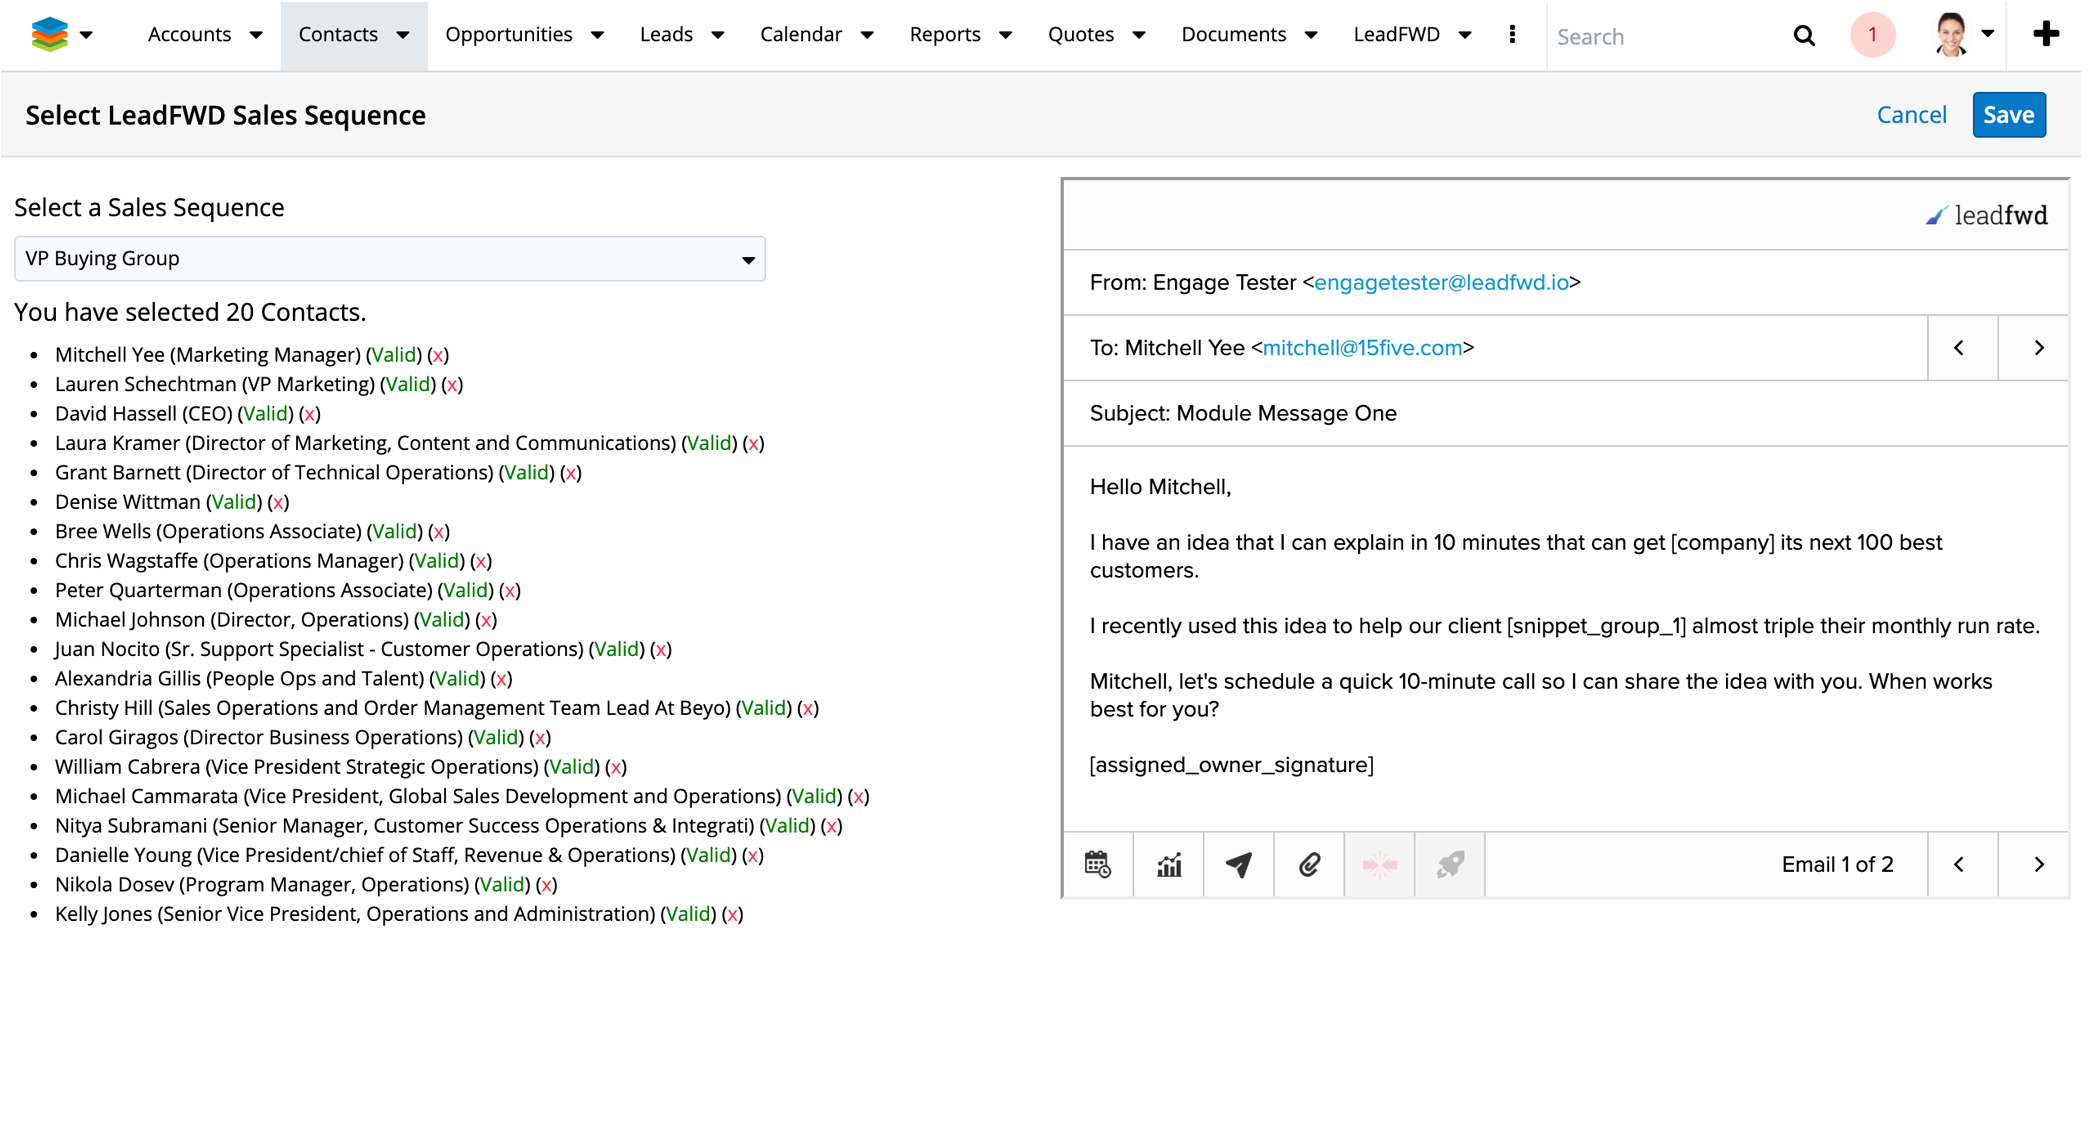 Accounts Contacts Opportunities Leads Calendar Reports Quotes Documents LeadFWD Search 1
Select LeadFWD Sales Sequence Cancel Save
Select a Sales Sequence
VP Buying Group
You have selected 20 Contacts.
Mitchell Yee (Marketing Manager) (Valid) (x)
Lauren Schechtman (VP Marketing) (Valid) (x)
David Hassell (CEO) (Valid) (x)
Laura Kramer (Director of Marketing, Content and Communications) (Valid) (x)
Grant Barnett (Director of Technical Operations) (Valid) (x)
Denise Wittman (Valid) (x)
Bree Wells (Operations Associate) (Valid) (x)
Chris Wagstaffe (Operations Manager) (Valid) (x)
Peter Quarterman (Operations Associate) (Valid) (x)
Michael Johnson (Director, Operations) (Valid) (x)
Juan Nocito (Sr. Support Specialist - Customer Operations) (Valid) (x)
Alexandria Gillis (People Ops and Talent) (Valid) (x)
Christy Hill (Sales Operations and Order Management Team Lead At Beyo) (Valid) (x)
Carol Giragos (Director Business Operations) (Valid) (x)
William Cabrera (Vice President Strategic Operations) (Valid) (x)
Michael Cammarata (Vice President, Global Sales Development and Operations) (Valid) (x)
Nitya Subramani (Senior Manager, Customer Success Operations & Integrati) (Valid) (x)
Danielle Young (Vice President/chief of Staff, Revenue & Operations) (Valid) (x)
Nikola Dosev (Program Manager, Operations) (Valid) (x)
Kelly Jones (Senior Vice President, Operations and Administration) (Valid) (x)
leadfwd
From: Engage Tester <engagetester@leadfwd.io>
To: Mitchell Yee <mitchell@15five.com>
Subject: Module Message One
Hello Mitchell,
I have an idea that I can explain in 10 minutes that can get [company] its next 100 best
customers.
I recently used this idea to help our client [snippet_group_1] almost triple their monthly run rate.
Mitchell, let's schedule a quick 10-minute call so I can share the idea with you. When works
best for you?
[assigned_owner_signature]
Email 1 of 2